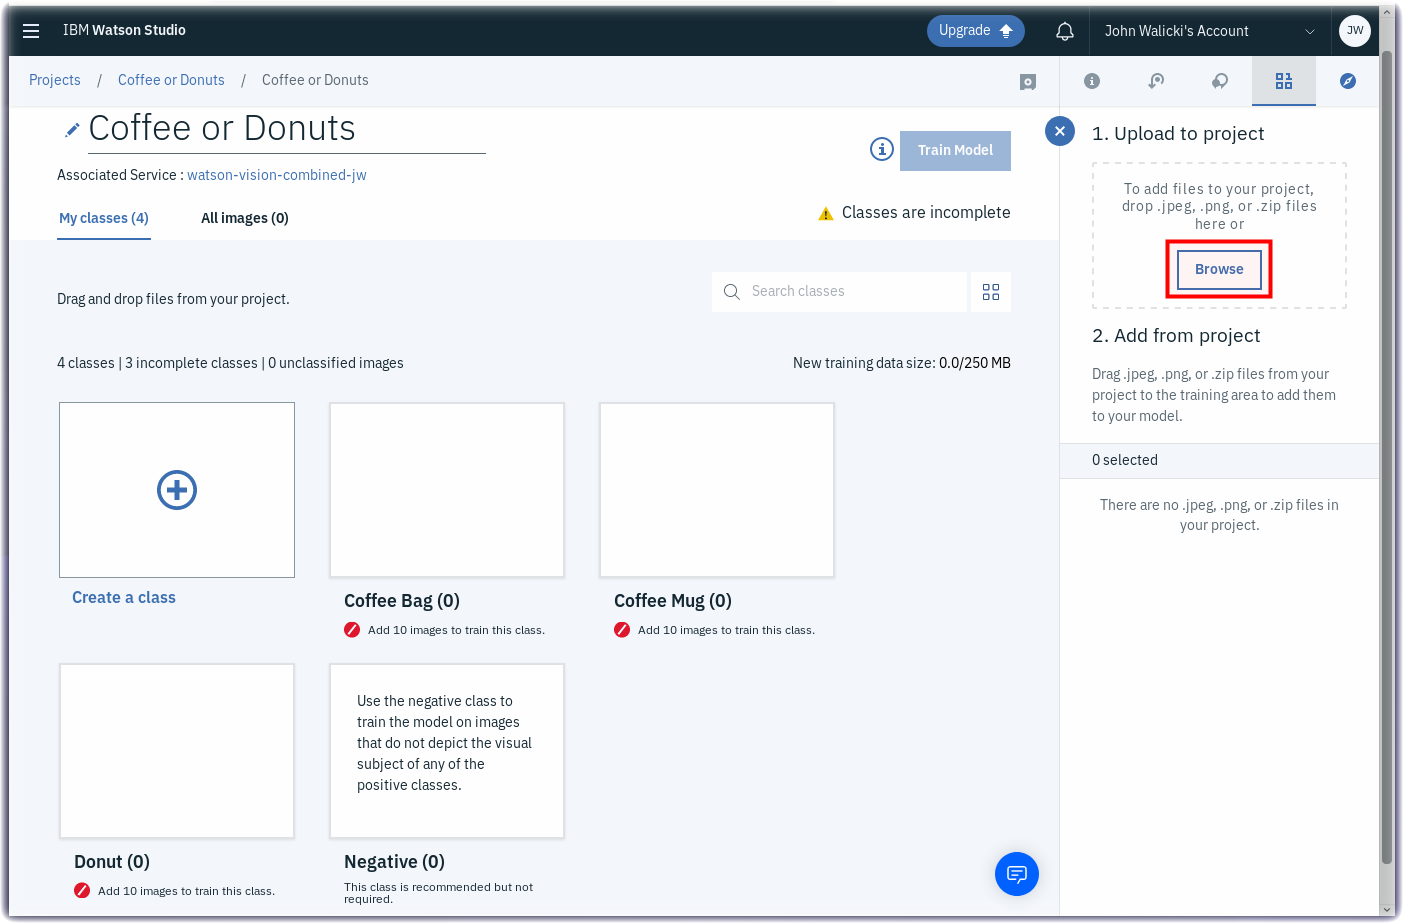 IBM Watson Studio
Upgrade
John Walicki's Account
JW
Projects / Coffee or Donuts / Coffee or Donuts
Coffee or Donuts
Train Model
Associated Service : watson-vision-combined-jw
My classes (4)
All images (0)
Classes are incomplete
Drag and drop files from your project.
Search classes
4 classes | 3 incomplete classes | 0 unclassified images
New training data size: 0.0/250 MB
Create a class
Coffee Bag (0)
Add 10 images to train this class.
Coffee Mug (0)
Add 10 images to train this class.
Donut (0)
Add 10 images to train this class.
Use the negative class to
train the model on images
that do not depict the visual
subject of any of the
positive classes.
Negative (0)
This class is recommended but not
required.
1. Upload to project
To add files to your project,
drop .jpeg, .png, or .zip files
here or
Browse
2. Add from project
Drag .jpeg, .png, or .zip files from your
project to the training area to add them
to your model.
0 selected
There are no .jpeg, .png, or .zip files in
your project.